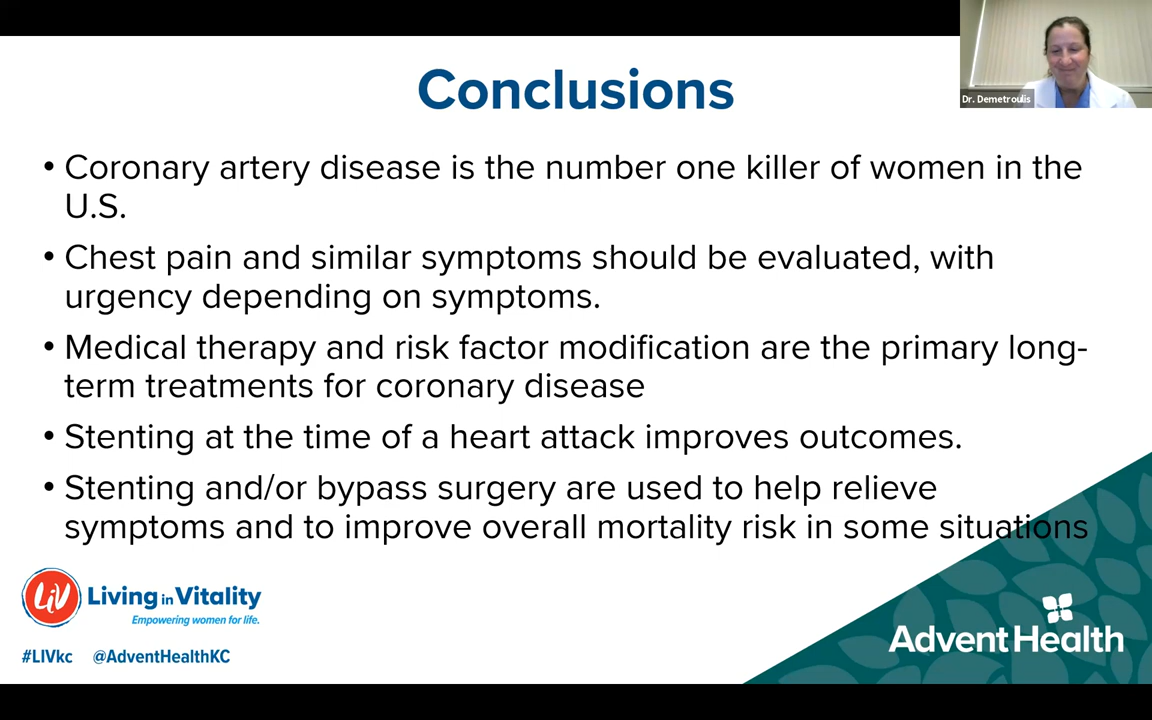 Conclusions
Dr. Demetroulis
• Coronary artery disease is the number one killer of women in the
U.S.
• Chest pain and similar symptoms should be evaluated, with
urgency depending on symptoms.
• Medical therapy and risk factor modification are the primary long-
term treatments for coronary disease
• Stenting at the time of a heart attack improves outcomes.
• Stenting and/or bypass surgery are used to help relieve
symptoms and to improve overall mortality risk in some situations
LiV
Living in Vitality
Empowering women for life.
#LIVkc @AdventHealthKC
Advent Health